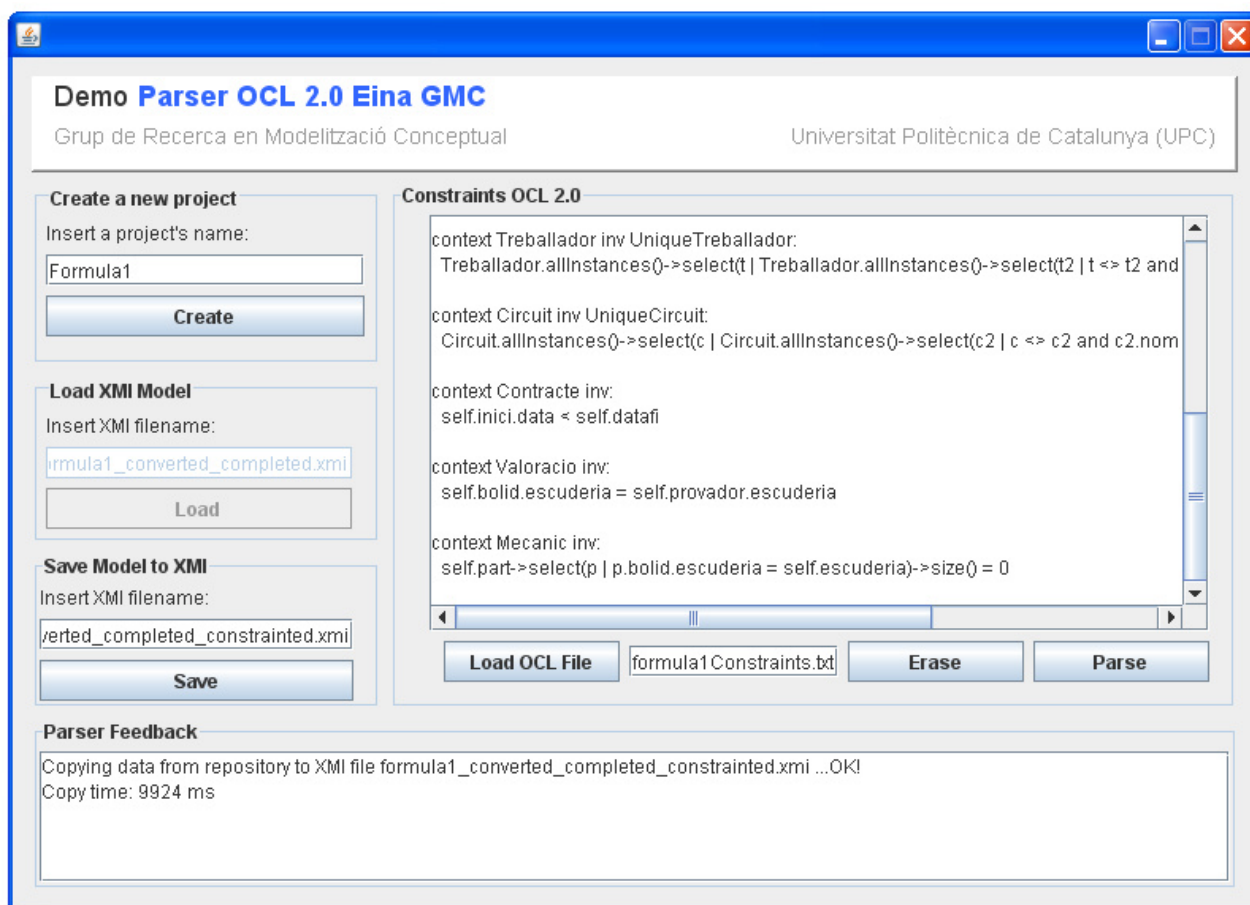 Demo Parser OCL 2.0 Eina GMC
Grup de Recerca en Modelització Conceptual
Universitat Politècnica de Catalunya (UPC)
Create a new project
Insert a project's name:
Formula1
Create
Load XMI Model
Insert XMI filename:
rmula1_converted_completed.xmi
Load
Save Model to XMI
Insert XMI filename:
verted_completed_constrainted.xmi
Save
Constraints OCL 2.0
context Treballador inv UniqueTreballador:
Treballador.allInstances()->select(t | Treballador.allInstances()->select(t2 | t <> t2 and
context Circuit inv UniqueCircuit:
Circuit.allInstances()->select(c | Circuit.allInstances()->select(c2 | c <> c2 and c2.nom
context Contracte inv:
self.inici.data < self.datafi
context Valoracio inv:
self.bolid.escuderia = self.provador.escuderia
context Mecanic inv:
self.part->select(p | p.bolid.escuderia = self.escuderia)->size() = 0
Load OCL File
formula1Constraints.txt
Erase
Parse
Parser Feedback
Copying data from repository to XMI file formula1_converted_completed_constrainted.xmi ...OK!
Copy time: 9924 ms